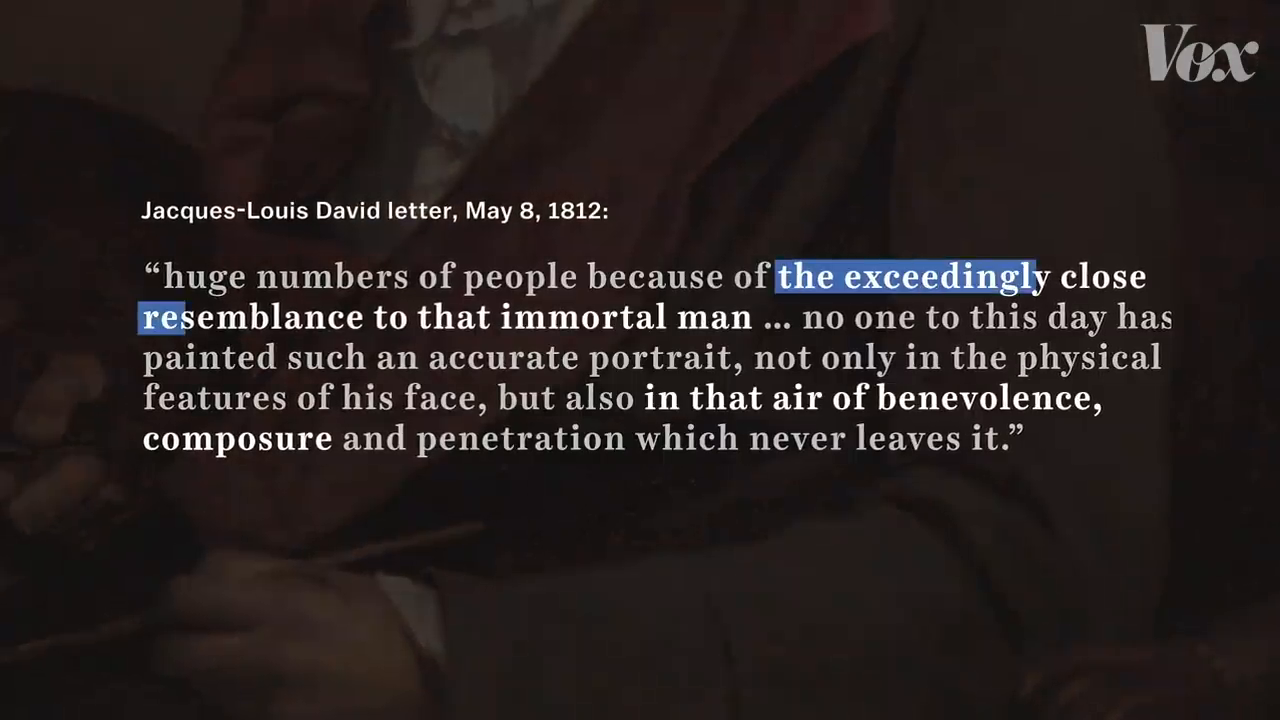 Vox
Jacques-Louis David letter, May 8, 1812:
“huge numbers of people because of the exceedingly close
resemblance to that immortal man ... no one to this day has
painted such an accurate portrait, not only in the physical
features of his face, but also in that air of benevolence,
composure and penetration which never leaves it.”